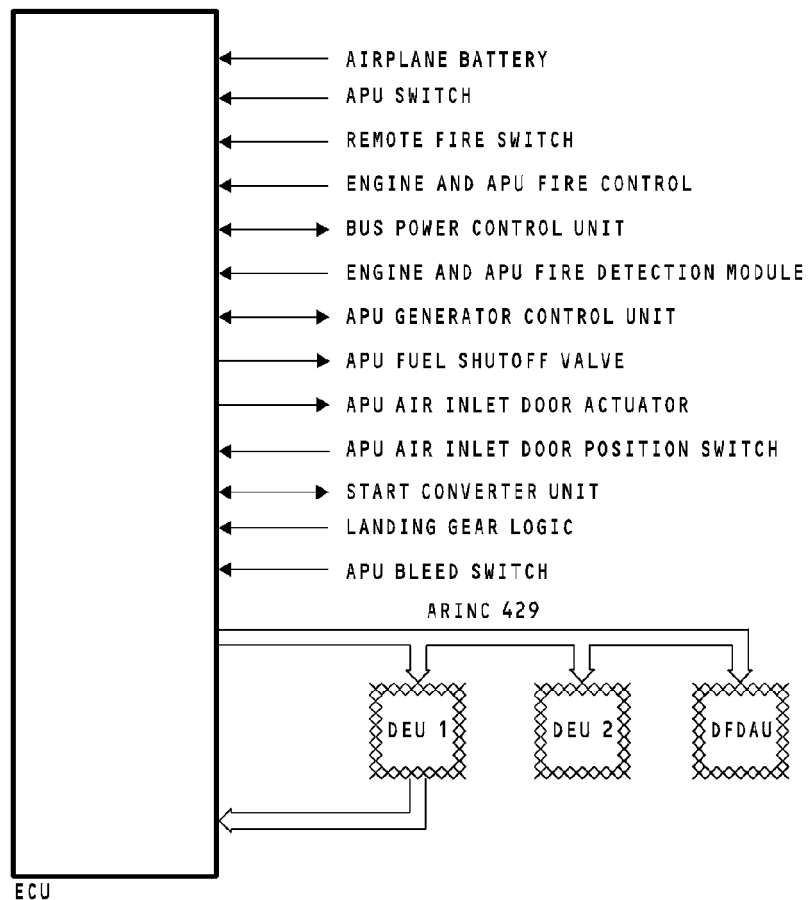 AIRPLANE BATTERY
APU SWITCH
REMOTE FIRE SWITCH
ENGINE AND APU FIRE CONTROL
BUS POWER CONTROL UNIT
ENGINE AND APU FIRE DETECTION MODULE
APU GENERATOR CONTROL UNIT
APU FUEL SHUTOFF VALVE
APU AIR INLET DOOR ACTUATOR
APU AIR INLET DOOR POSITION SWITCH
START CONVERTER UNIT
LANDING GEAR LOGIC
APU BLEED SWITCH
ARINC 429
DEU 1
DEU 2
DFDAU
ECU